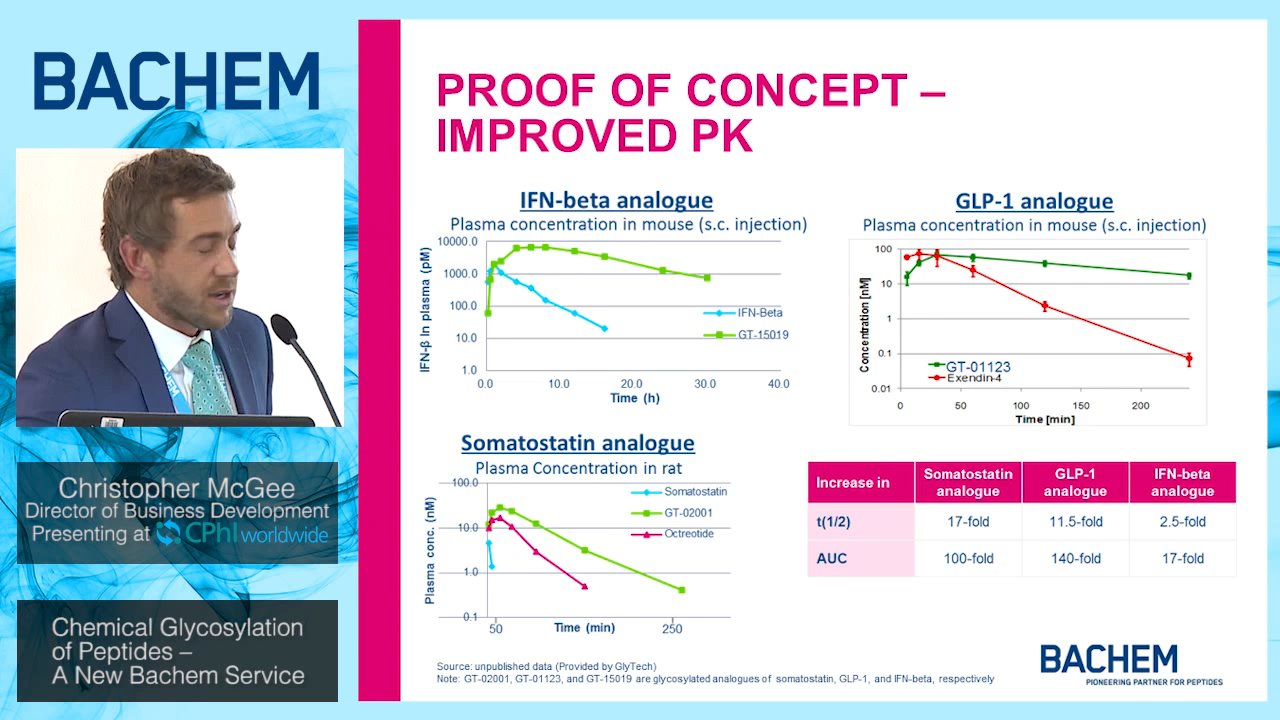 BACHEM
Christopher McGee
Director of Business Development
Presenting at CPhI worldwide
Chemical Glycosylation
of Peptides –
A New Bachem Service
PROOF OF CONCEPT –
IMPROVED PK
IFN-beta analogue
Plasma concentration in mouse (s.c. injection)
IFN-β In plasma (pM)
10000.0
1000.0
100.0
10.0
1.0
0.0 10.0 20.0 30.0 40.0
Time (h)
IFN-Beta
GT-15019
GLP-1 analogue
Plasma concentration in mouse (s.c. injection)
Concentration [nM]
100
10
1
0.1
0.01
0 50 100 150 200
Time [min]
GT-01123
Exendin-4
Somatostatin analogue
Plasma Concentration in rat
Plasma conc. (nM)
100.0
10.0
1.0
0.1
50 250
Time (min)
Somatostatin
GT-02001
Octreotide
Increase in Somatostatin analogue GLP-1 analogue IFN-beta analogue
t(1/2) 17-fold 11.5-fold 2.5-fold
AUC 100-fold 140-fold 17-fold
Source: unpublished data (Provided by GlyTech)
Note: GT-02001, GT-01123, and GT-15019 are glycosylated analogues of somatostatin, GLP-1, and IFN-beta, respectively
BACHEM
PIONEERING PARTNER FOR PEPTIDES